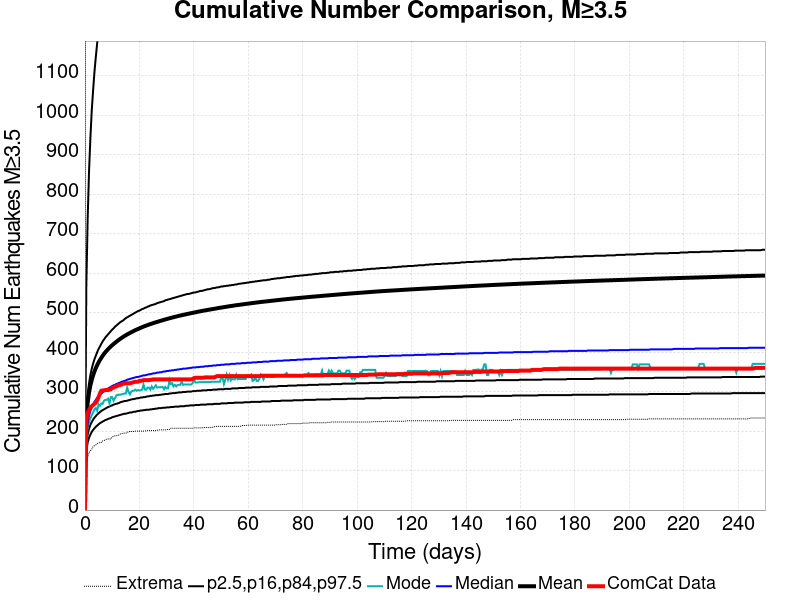 Cumulative Number Comparison, M≥3.5
Cumulative Num Earthquakes M≥3.5
1100
1000
900
800
700
600
500
400
300
200
100
0
0 20 40 60 80 100 120 140 160 180 200 220 240
Time (days)
Extrema p2.5,p16,p84,p97.5 Mode Median Mean ComCat Data